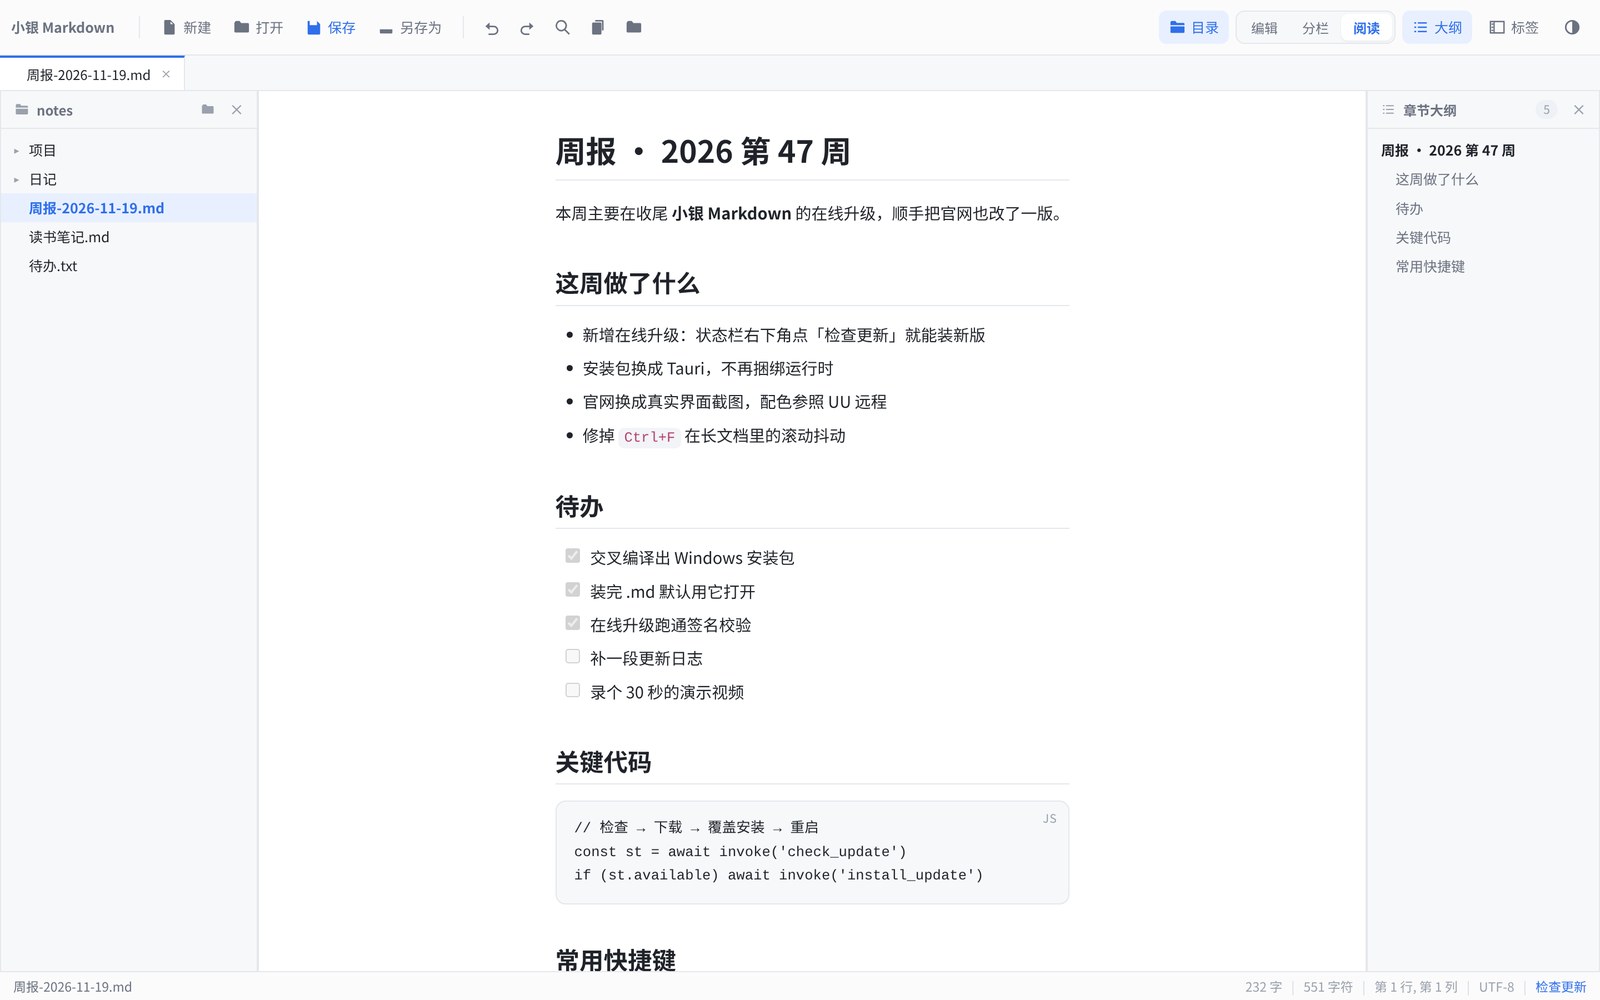 小银 Markdown 新建 打开 保存 另存为 目录 编辑 分栏 阅读 大纲 标签
周报-2026-11-19.md
notes
项目
日记
周报-2026-11-19.md
读书笔记.md
待办.txt
周报 · 2026 第 47 周
本周主要在收尾 小银 Markdown 的在线升级，顺手把官网也改了一版。
这周做了什么
新增在线升级：状态栏右下角点「检查更新」就能装新版
安装包换成 Tauri，不再捆绑运行时
官网换成真实界面截图，配色参照 UU 远程
修掉 Ctrl+F 在长文档里的滚动抖动
待办
交叉编译出 Windows 安装包
装完 .md 默认用它打开
在线升级跑通签名校验
补一段更新日志
录个 30 秒的演示视频
关键代码
JS
// 检查 → 下载 → 覆盖安装 → 重启
const st = await invoke('check_update')
if (st.available) await invoke('install_update')
常用快捷键
章节大纲 5
周报 · 2026 第 47 周
这周做了什么
待办
关键代码
常用快捷键
周报-2026-11-19.md 232 字 551 字符 第 1 行, 第 1 列 UTF-8 检查更新